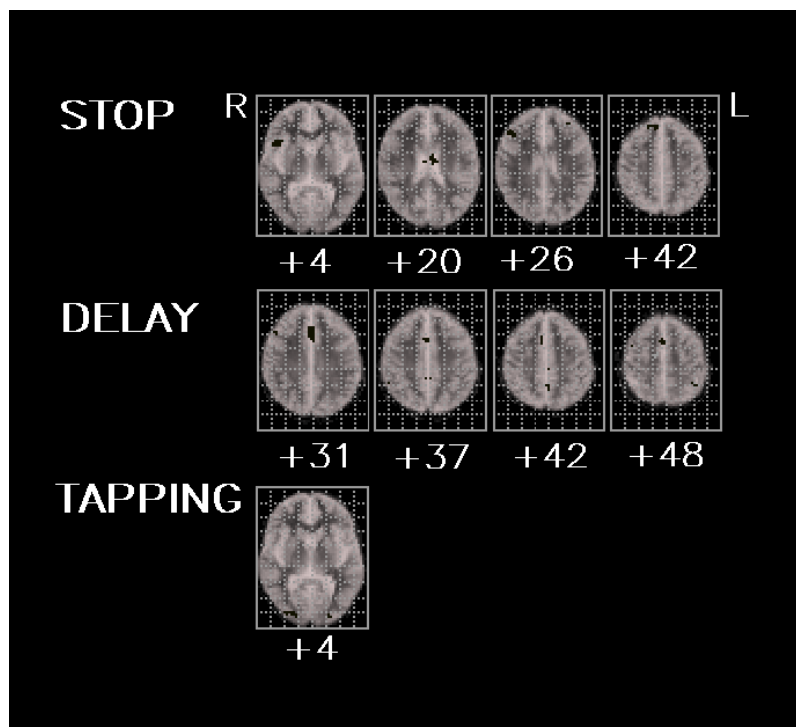 STOP R L
+4 +20 +26 +42
DELAY
+31 +37 +42 +48
TAPPING
+4